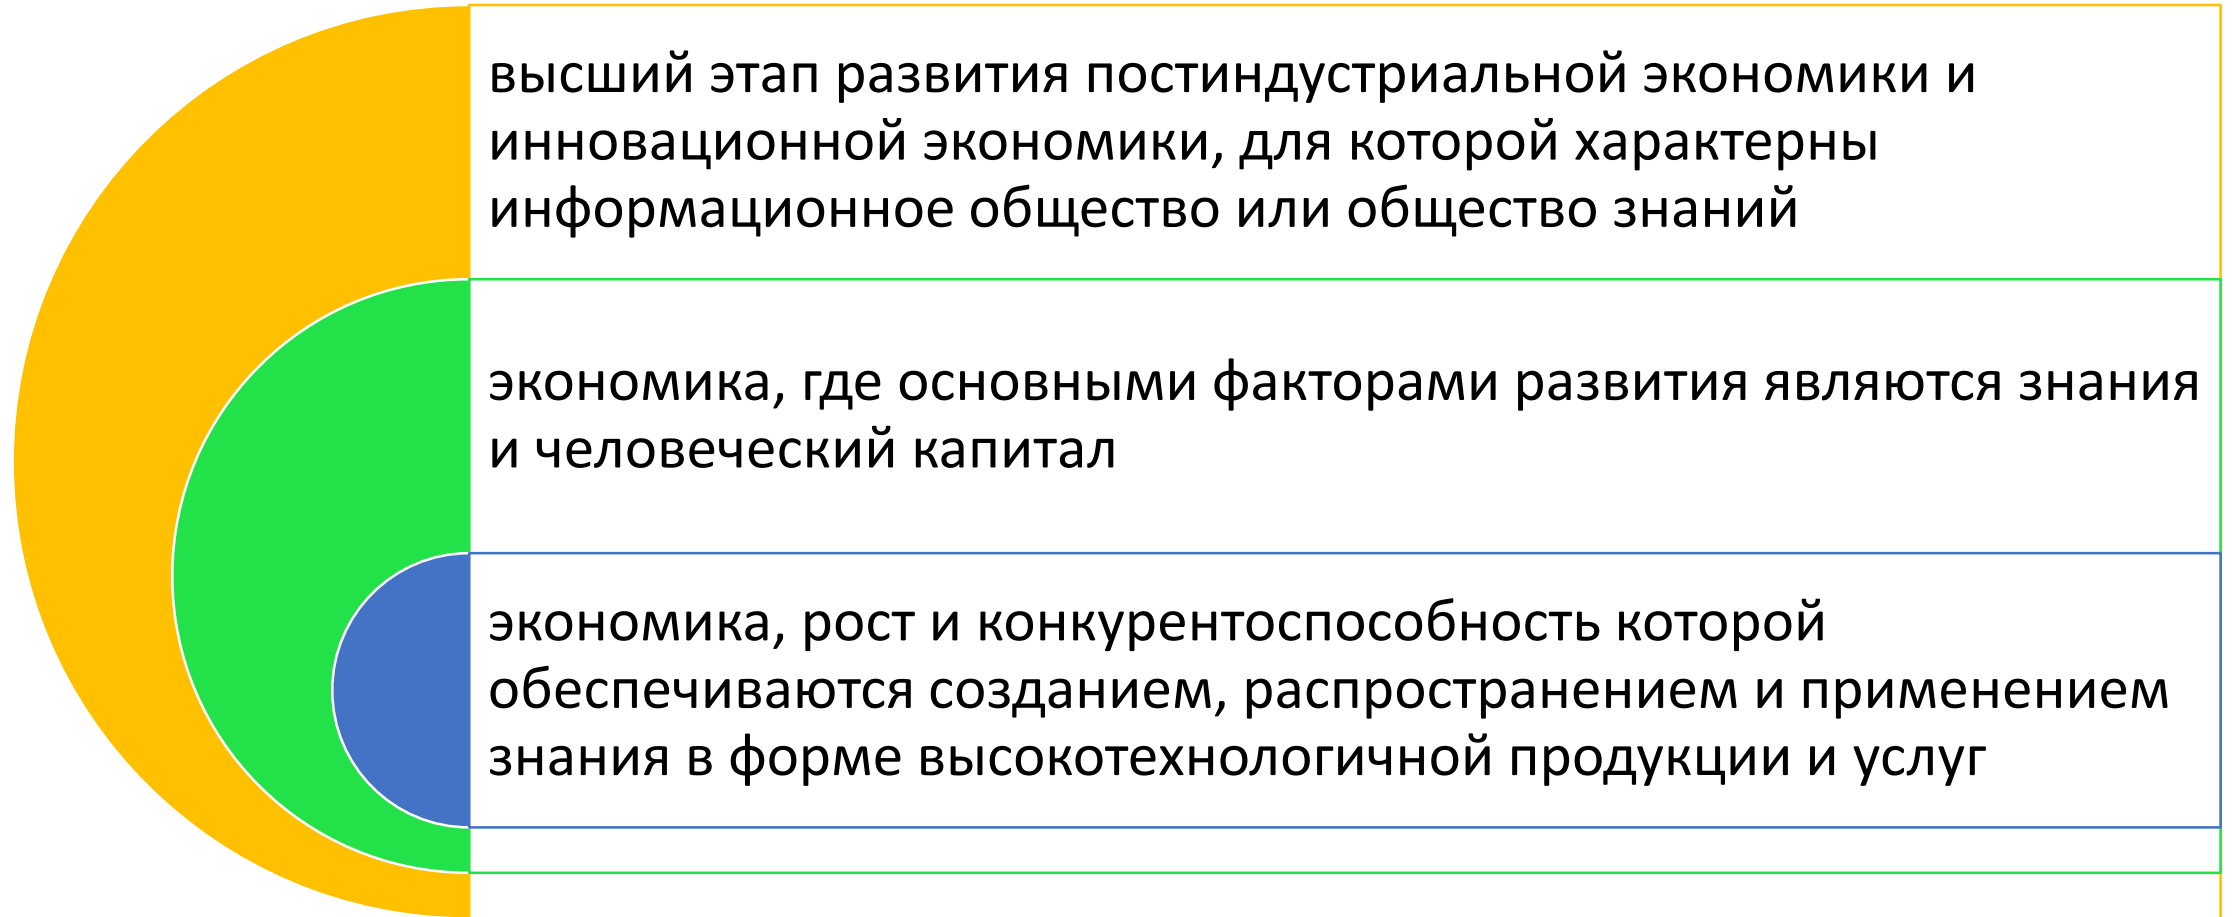 высший этап развития постиндустриальной экономики и
инновационной экономики, для которой характерны
информационное общество или общество знаний
экономика, где основными факторами развития являются знания
и человеческий капитал
экономика, рост и конкурентоспособность которой
обеспечиваются созданием, распространением и применением
знания в форме высокотехнологичной продукции и услуг